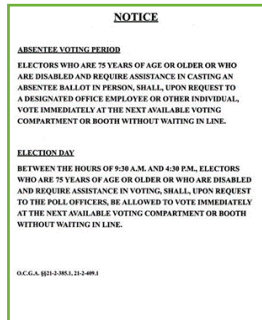 NOTICE
ABSENTEE VOTING PERIOD
ELECTORS WHO ARE 75 YEARS OF AGE OR OLDER OR WHO
ARE DISABLED AND REQUIRE ASSISTANCE IN CASTING AN
ABSENTEE BALLOT IN PERSON, SHALL, UPON REQUEST TO
A DESIGNATED OFFICE EMPLOYEE OR OTHER INDIVIDUAL,
VOTE IMMEDIATELY AT THE NEXT AVAILABLE VOTING
COMPARTMENT OR BOOTH WITHOUT WAITING IN LINE.
ELECTION DAY
BETWEEN THE HOURS OF 9:30 A.M. AND 4:30 P.M., ELECTORS
WHO ARE 75 YEARS OF AGE OR OLDER OR WHO ARE DISABLED
AND REQUIRE ASSISTANCE IN VOTING, SHALL, UPON REQUEST
TO THE POLL OFFICERS, BE ALLOWED TO VOTE IMMEDIATELY
AT THE NEXT AVAILABLE VOTING COMPARTMENT OR BOOTH
WITHOUT WAITING IN LINE.
O.C.G.A. §§21-2-385.1, 21-2-409.1